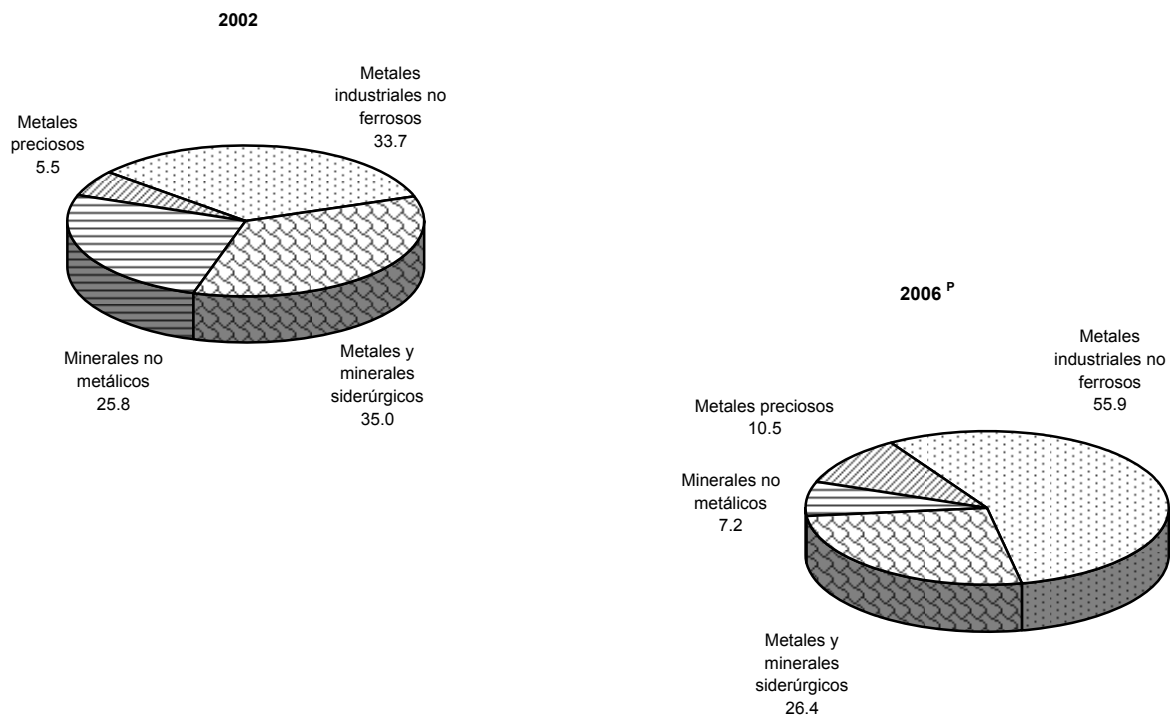 2002
Metales
industriales no
ferrosos
33.7
Metales
preciosos
5.5
Minerales no
metálicos
25.8
Metales y
minerales
siderúrgicos
35.0
2006 P
Metales
industriales no
ferrosos
55.9
Metales preciosos
10.5
Minerales no
metálicos
7.2
Metales y
minerales
siderúrgicos
26.4